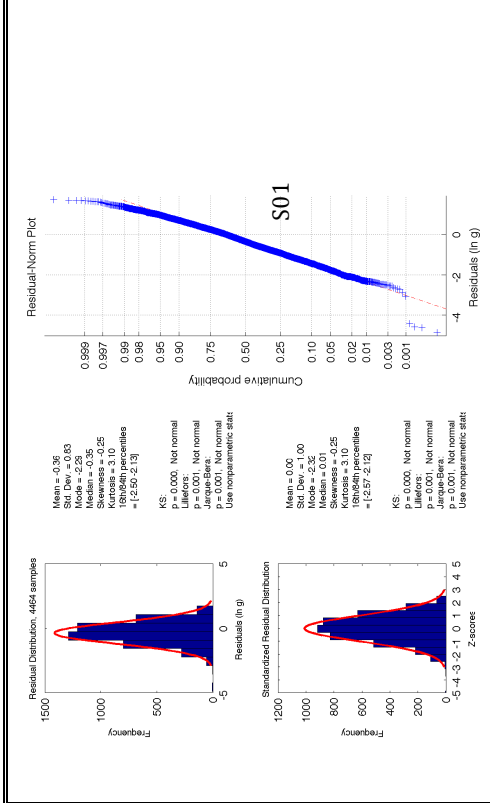 Residual Distribution, 4464 samples
1500
1000
500
0
Frequency
-5
0
5
Residuals (ln g)
Mean = -0.36
Std. Dev. = 0.83
Mode = -2.29
Median = -0.35
Skewness = -0.25
Kurtosis = 3.10
16th/84th percentiles
= [-2.50 -2.13]
KS:
p = 0.000, Not normal
Lilliefors:
p = 0.001, Not normal
Jarque-Bera:
p = 0.001, Not normal
Use nonparametric stats
Residual-Norm Plot
0.999
0.997
0.99
0.98
0.95
0.90
0.75
0.50
0.25
0.10
0.05
0.02
0.01
0.003
0.001
Cumulative probability
-4
-2
0
Residuals (ln g)
S01
Standardized Residual Distribution
1200
1000
800
600
400
200
0
Frequency
-5 -4 -3 -2 -1 0 1 2 3 4 5
Z-scores
Mean = 0.00
Std. Dev. = 1.00
Mode = -2.32
Median = 0.01
Skewness = -0.25
Kurtosis = 3.10
16th/84th percentiles
= [-2.57 -2.12]
KS:
p = 0.000, Not normal
Lilliefors:
p = 0.001, Not normal
Jarque-Bera:
p = 0.001, Not normal
Use nonparametric stats